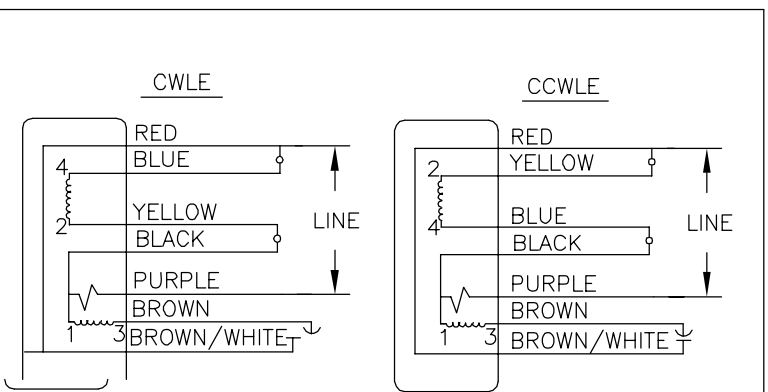 CWLE
RED
4
BLUE
2
YELLOW
BLACK
LINE
PURPLE
BROWN
1 3
BROWN/WHITE
CCWLE
RED
2
YELLOW
4
BLUE
BLACK
LINE
PURPLE
BROWN
1 3
BROWN/WHITE